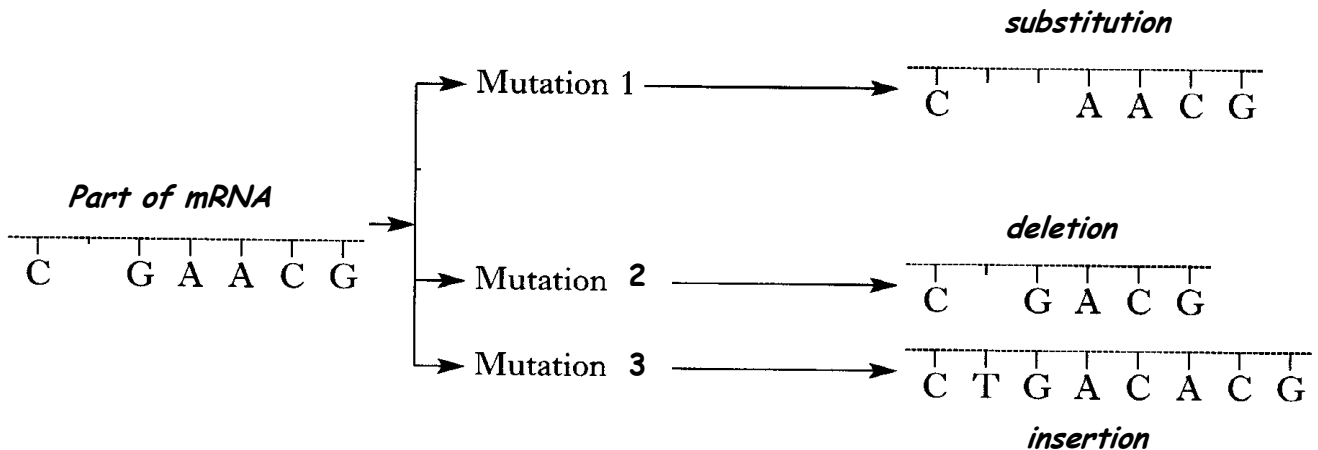 substitution
Mutation 1
C A A C G
Part of mRNA
C G A A C G
deletion
Mutation 2
C G A C G
Mutation 3
C T G A C A C G
insertion